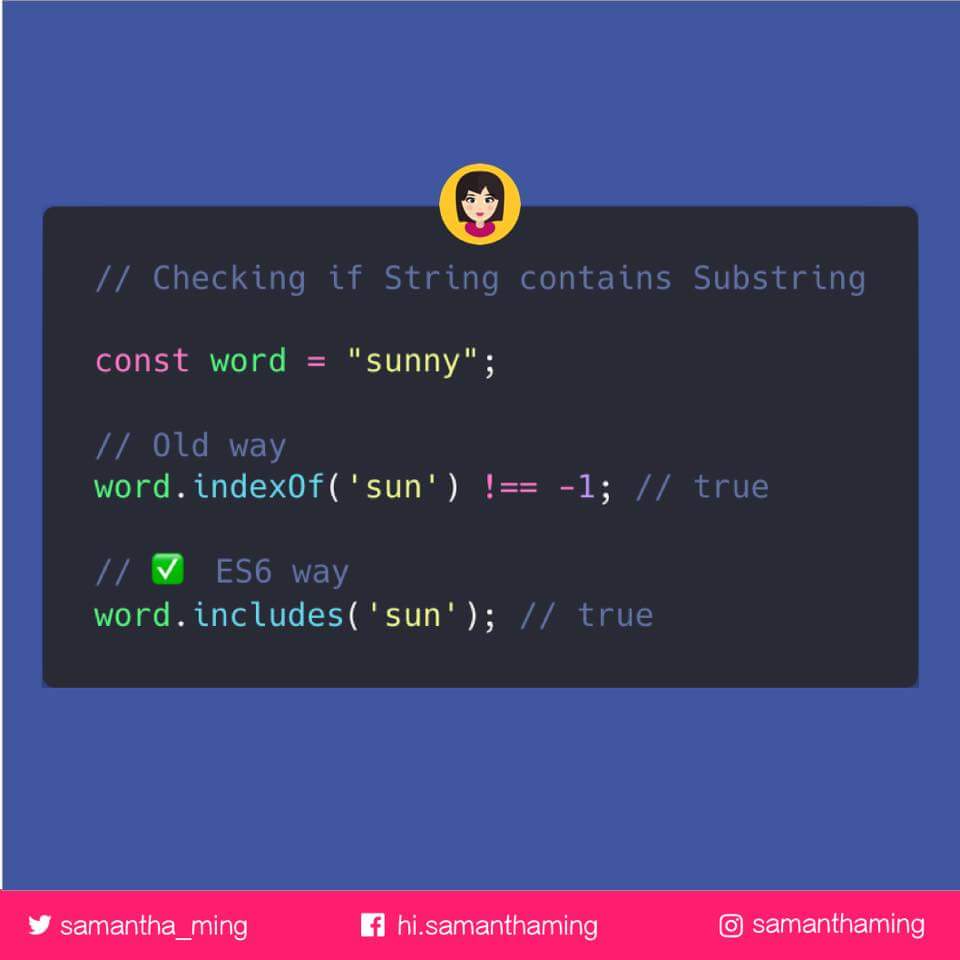 // Checking if String contains Substring
const word = "sunny";
// Old way
word.indexOf('sun') !== -1; // true
// ✅ ES6 way
word.includes('sun'); // true
samantha_ming
hi.samanthaming
samanthaming